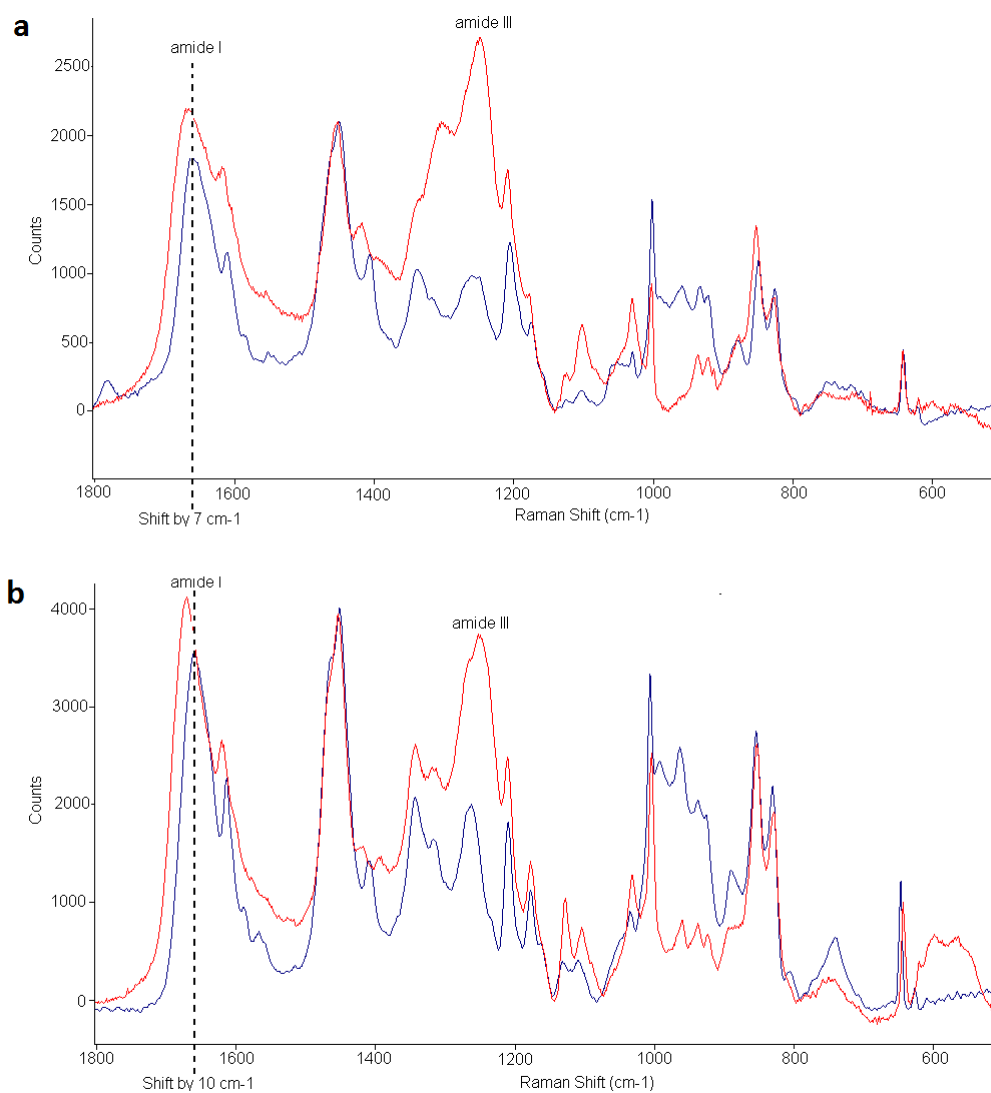 a
amide III
amide I
2500
2000
1500
1000
500
0
Counts
1800
1600
1400
1200
1000
800
600
Shift by 7 cm-1
Raman Shift (cm-1)
b
amide I
amide III
4000
3000
2000
1000
0
Counts
1800
1600
1400
1200
1000
800
600
Shift by 10 cm-1
Raman Shift (cm-1)